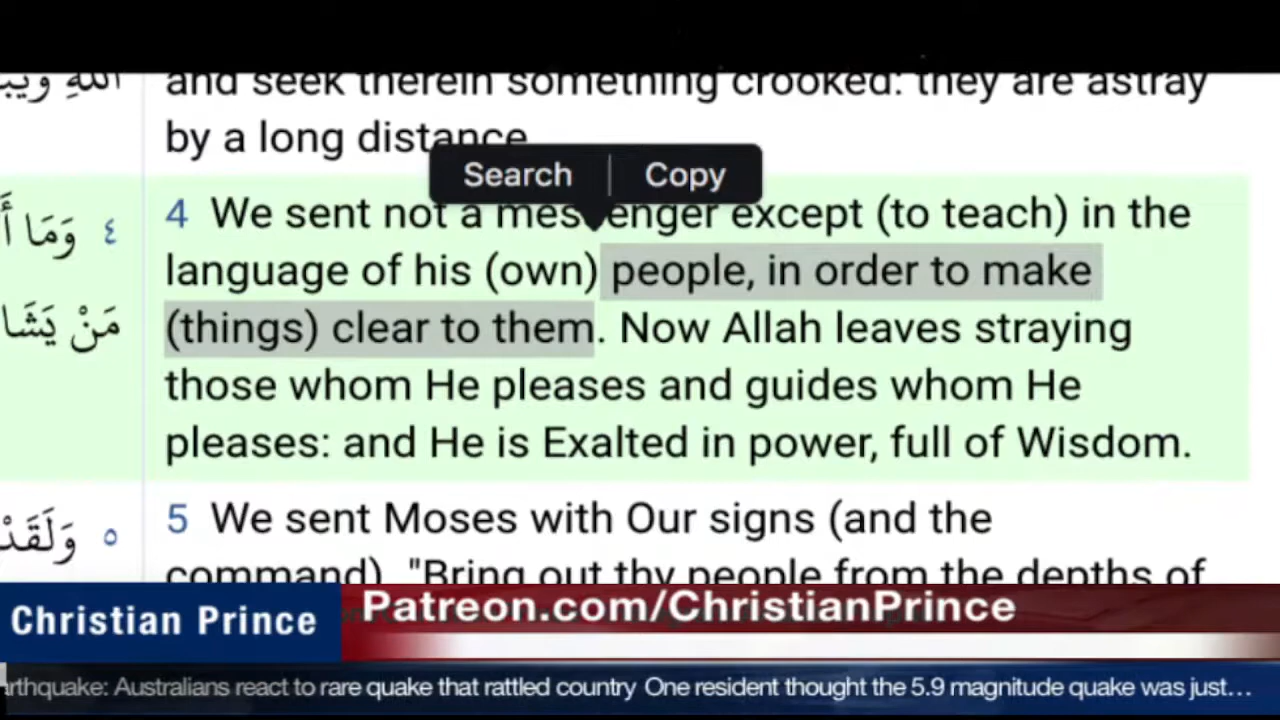 and seek therein something crooked: they are astray
by a long distance
Search | Copy
4 We sent not a messenger except (to teach) in the
language of his (own) people, in order to make
(things) clear to them. Now Allah leaves straying
those whom He pleases and guides whom He
pleases: and He is Exalted in power, full of Wisdom.
٤ وَمَا
مَنْ يَشَا
5 We sent Moses with Our signs (and the
command). "Bring out thy people from the depths of
٥ وَلَقَدْ
Christian Prince
Patreon.com/ChristianPrince
arthquake: Australians react to rare quake that rattled country One resident thought the 5.9 magnitude quake was just...